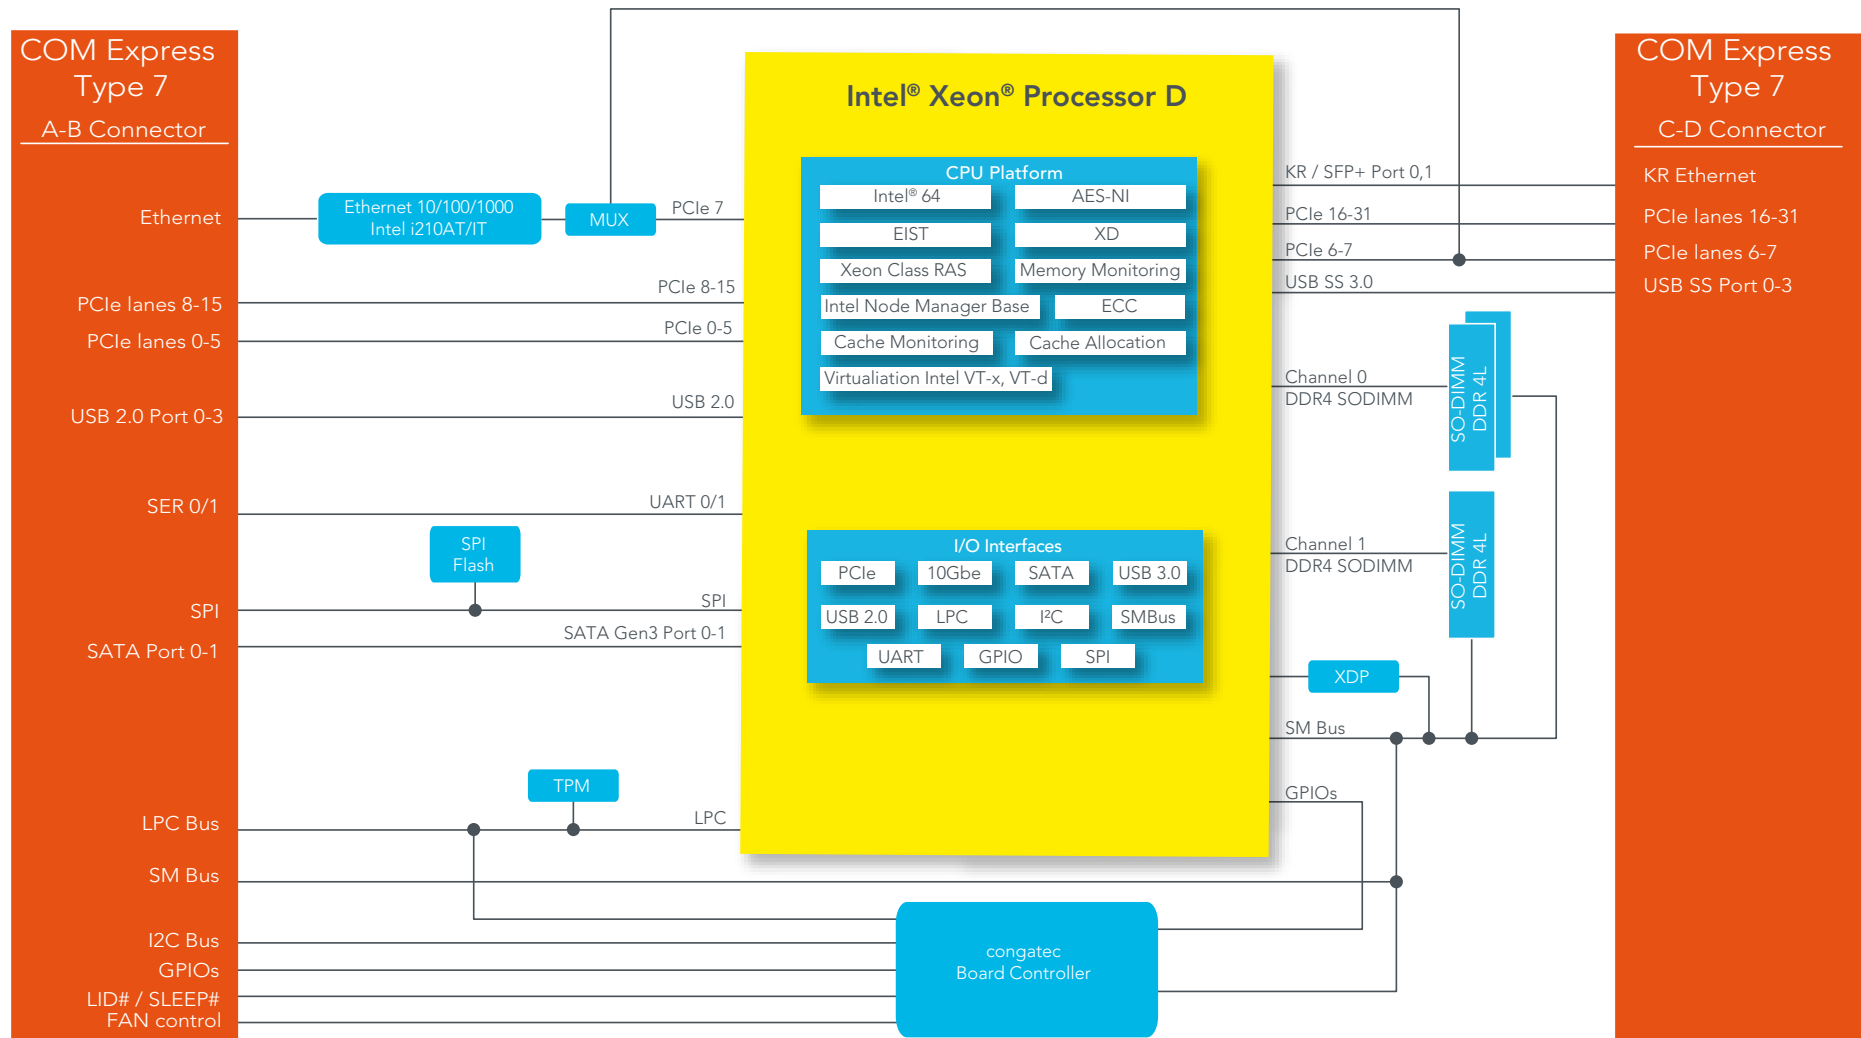 COM Express
Type 7
A-B Connector
Ethernet
PCIe lanes 8-15
PCIe lanes 0-5
USB 2.0 Port 0-3
SER 0/1
SPI
SATA Port 0-1
LPC Bus
SM Bus
I2C Bus
GPIOs
LID# / SLEEP#
FAN control
Ethernet 10/100/1000
Intel i210AT/IT
MUX
PCIe 7
PCIe 8-15
PCIe 0-5
USB 2.0
UART 0/1
SPI
Flash
SPI
SATA Gen3 Port 0-1
TPM
LPC
Intel® Xeon® Processor D
CPU Platform
Intel® 64
AES-NI
EIST
XD
Xeon Class RAS
Memory Monitoring
Intel Node Manager Base
ECC
Cache Monitoring
Cache Allocation
Virtualiation Intel VT-x, VT-d
I/O Interfaces
PCIe
10Gbe
SATA
USB 3.0
USB 2.0
LPC
I²C
SMBus
UART
GPIO
SPI
congatec
Board Controller
KR / SFP+ Port 0,1
PCIe 16-31
PCIe 6-7
USB SS 3.0
Channel 0
DDR4 SODIMM
SO-DIMM
DDR 4L
Channel 1
DDR4 SODIMM
SO-DIMM
DDR 4L
XDP
SM Bus
GPIOs
COM Express
Type 7
C-D Connector
KR Ethernet
PCIe lanes 16-31
PCIe lanes 6-7
USB SS Port 0-3